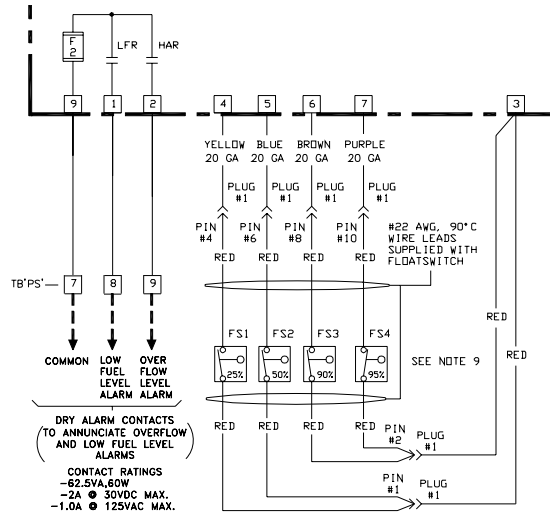 F
2
LFR
HAR
9 1 2 4 5 6 7 3
YELLOW BLUE BROWN PURPLE
20 GA 20 GA 20 GA 20 GA
PLUG PLUG PLUG PLUG
#1 #1 #1 #1
PIN PIN PIN PIN
#4 #6 #8 #10
#22 AWG, 90°C
WIRE LEADS
SUPPLIED WITH
FLOATSWITCH
RED RED RED RED
TB'PS' 7 8 9
RED
RED
FS1 FS2 FS3 FS4
25% 50% 90% 95%
SEE NOTE 9
COMMON
LOW
FUEL
LEVEL
ALARM
OVER
FLOW
LEVEL
ALARM
DRY ALARM CONTACTS
TO ANNUNCIATE OVERFLOW
AND LOW FUEL LEVEL
ALARMS
RED RED RED RED
PIN
#2
PLUG
#1
PIN
#1
PLUG
#1
CONTACT RATINGS
-62.5VA,60W
-2A @ 30VDC MAX.
-1.0A @ 125VAC MAX.